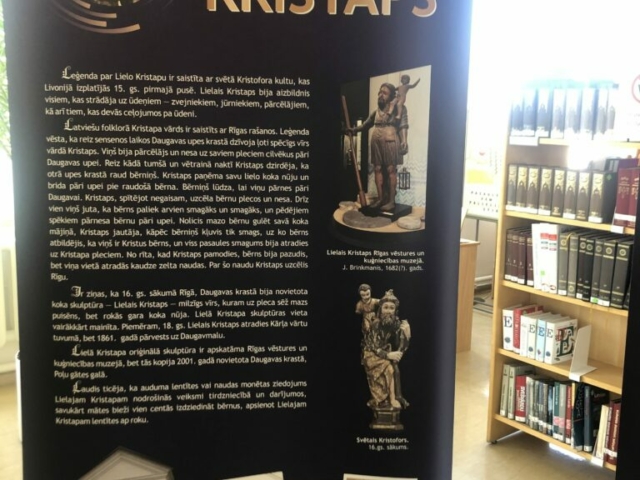 KRISTAPS
Leģenda par Lielo Kristapu ir saistīta ar svētā Kristofora kultu, kas
Livonijā izplatījās 15. gs. pirmajā pusē. Lielais Kristaps bija aizbildnis
visiem, kas strādāja uz ūdeņiem — zvejniekiem, jūrniekiem, pārcēlājiem,
kā arī tiem, kas devās ceļojumos pa ūdeni.
Latviešu folklorā Kristapa vārds ir saistīts ar Rīgas rašanos. Leģenda
vēsta, ka reiz sensenos laikos Daugavas upes krastā dzīvoja ļoti spēcīgs vīrs
vārdā Kristaps. Viņš bija pārcēlājs un nesa uz saviem pleciem cilvēkus pāri
Daugavas upei. Reiz kādā tumšā un vētrainā naktī Kristaps dzirdēja, ka
otrā upes krastā raud bērniņš. Kristaps paņēma savu lielo koka nūju un
brida pāri upei pie raudošā bērna. Bērniņš lūdza, lai viņu pārnes pāri
Daugavai. Kristaps, spītējot negaisam, uzcēla bērnu plecos un nesa. Drīz
vien viņš juta, ka bērns paliek arvien smagāks un smagāks, un pēdējiem
spēkiem pārnesa bērnu pāri upei. Nolicis mazo bērnu gulēt savā koka
mājiņā, Kristaps jautāja, kāpēc bērniņš kļuvis tik smags, uz ko bērns
atbildējis, ka viņš ir Kristus bērns, un viss pasaules smagums bija atradies
uz Kristapa pleciem. No rīta, kad Kristaps pamodies, bērns bija pazudis,
bet viņa vietā atradās kaudze zelta naudas. Par šo naudu Kristaps uzcēlis
Rīgu.
Ir ziņas, ka 16. gs. sākumā Rīgā, Daugavas krastā bija novietota
koka skulptūra — Lielais Kristaps — milzīgs vīrs, kuram uz pleca sēž mazs
puisēns, bet rokās gara koka nūja. Lielā Kristapa skulptūras vieta
vairākkārt mainīta. Piemēram, 18. gs. Lielais Kristaps atradies Kārļa vārtu
tuvumā, bet 1861. gadā pārvests uz Daugavmalu.
Lielā Kristapa oriģinālā skulptūra ir apskatāma Rīgas vēstures un
kuģniecības muzejā, bet tās kopija 2001. gadā novietota Daugavas krastā,
Poļu gātes galā.
Ļaudis ticēja, ka auduma lentītes vai naudas monētas ziedojums
Lielajam Kristapam nodrošinās veiksmi tirdzniecībā un darījumos,
savukārt mātes bieži vien centās izdziedināt bērnus, apsienot Lielajam
Kristapam lentītes ap roku.
Lielais Kristaps Rīgas vēstures un
kuģniecības muzejā.
J. Brinkmanis, 1682(?). gads.
Svētais Kristofors.
16.gs. sākums.
E
E
E